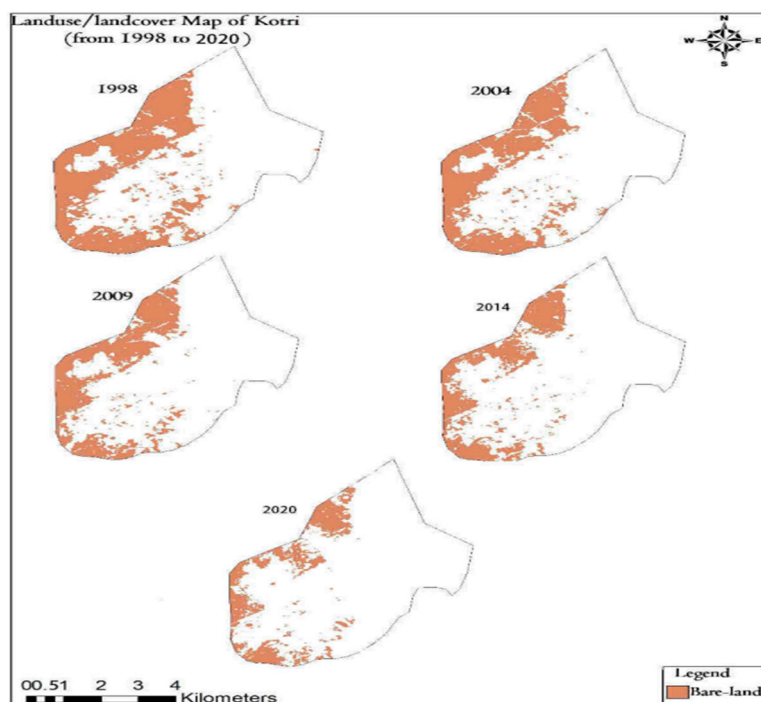 Landuse/landcover Map of Kotri
(from 1998 to 2020)
N
W E
S
1998
2004
2009
2014
2020
00.51 2 3 4
Kilometers
Legend
Bare-land